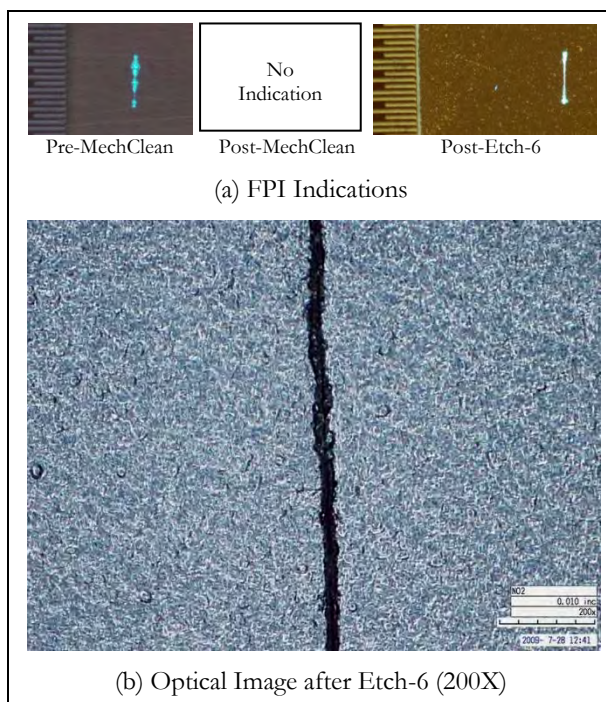 No
Indication
Pre-MechClean
Post-MechClean
Post-Etch-6
(a) FPI Indications
NO2
0.010 inc
200x
2009- 7-28 12:41
(b) Optical Image after Etch-6 (200X)